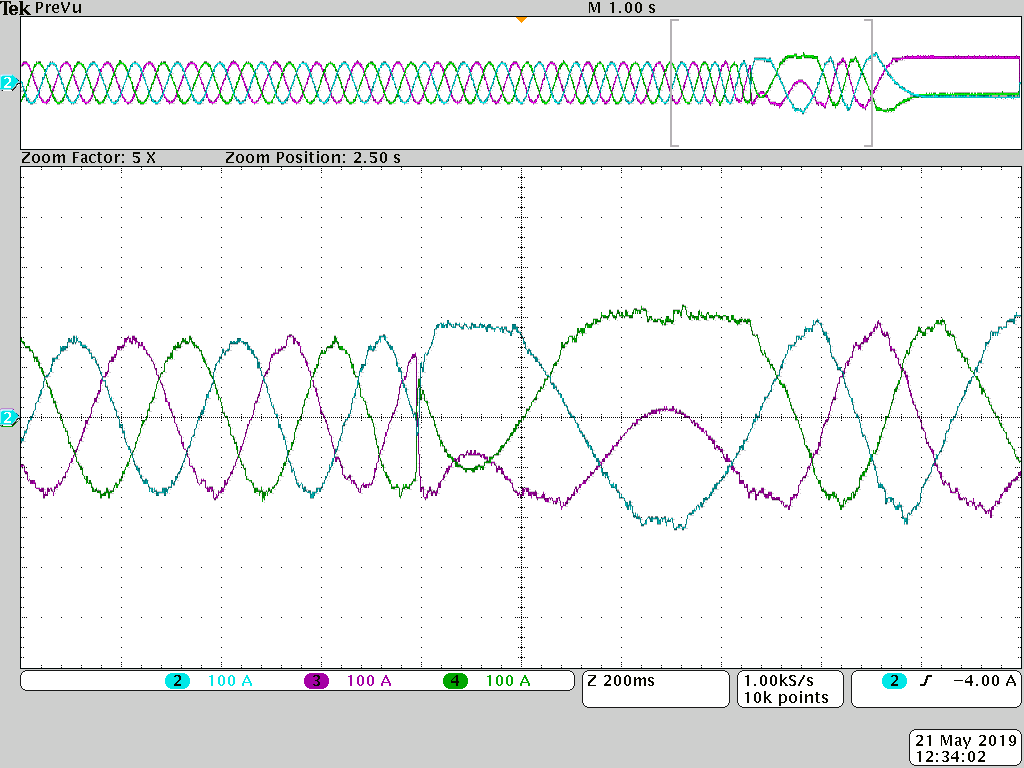 Tek PreVu M 1.00 s
2
Zoom Factor: 5 X Zoom Position: 2.50 s
2
2 100 A 3 100 A 4 100 A
Z 200ms
1.00kS/s
10k points
2 −4.00 A
21 May 2019
12:34:02